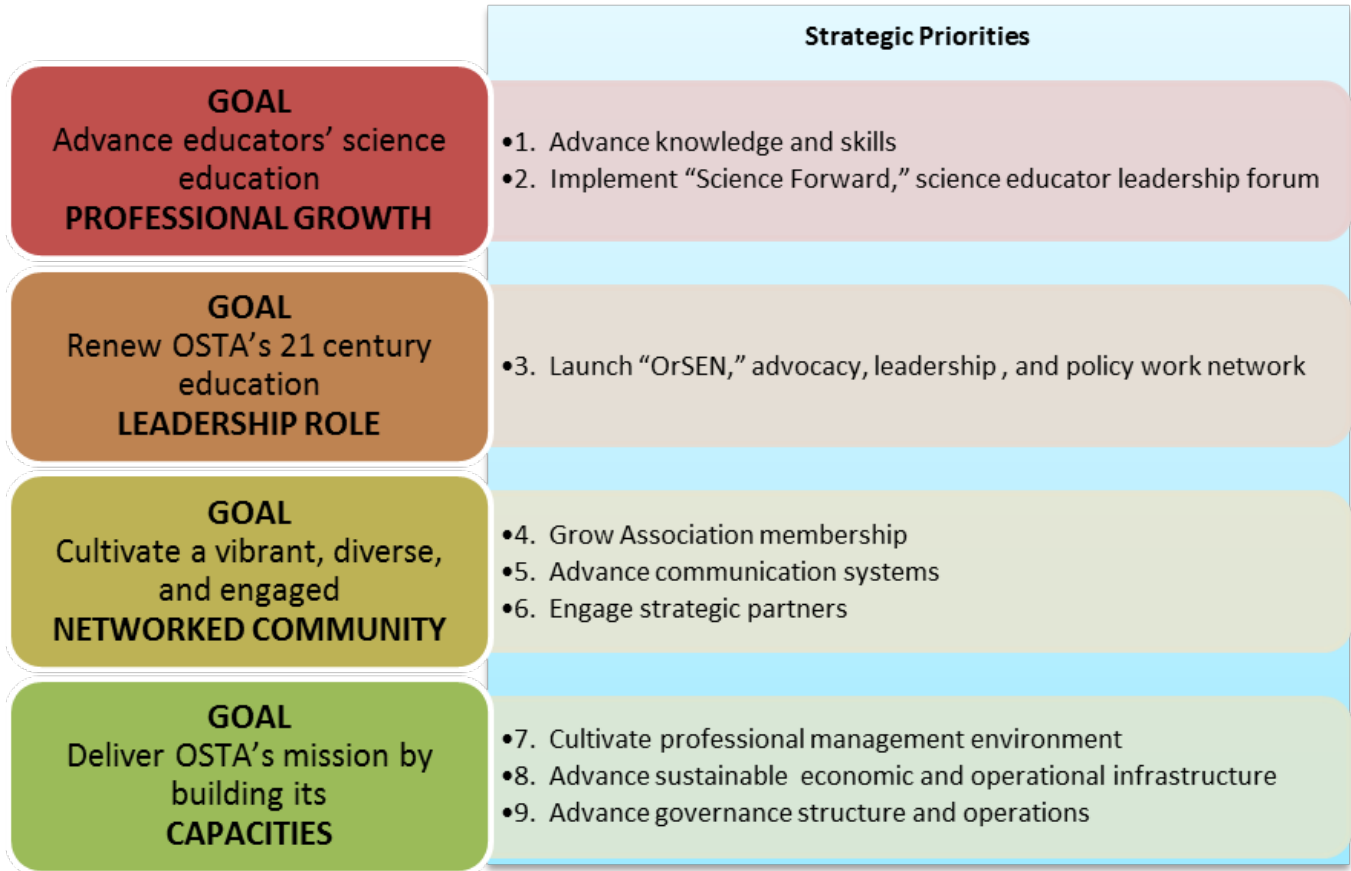 Strategic Priorities
GOAL
Advance educators’ science
education
PROFESSIONAL GROWTH
•1.  Advance knowledge and skills
•2.  Implement “Science Forward,” science educator leadership forum
GOAL
Renew OSTA’s 21 century
education
LEADERSHIP ROLE
•3.  Launch “OrSEN,” advocacy, leadership , and policy work network
GOAL
Cultivate a vibrant, diverse,
and engaged
NETWORKED COMMUNITY
•4.  Grow Association membership
•5.  Advance communication systems
•6.  Engage strategic partners
GOAL
Deliver OSTA’s mission by
building its
CAPACITIES
•7.  Cultivate professional management environment
•8.  Advance sustainable  economic and operational infrastructure
•9.  Advance governance structure and operations